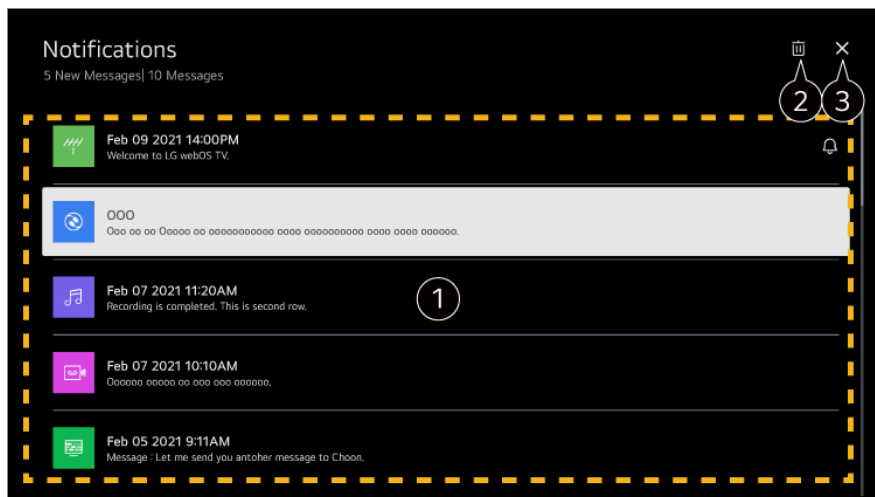 Notifications
5 New Messages| 10 Messages
2
3
Feb 09 2021 14:00PM
Welcome to LG webOS TV.
OOO
Ooo oo oo Ooooo oo ooooooooooo oooo oooooooooo oooo oooo oooooo.
Feb 07 2021 11:20AM
Recording is completed. This is second row.
1
Feb 07 2021 10:10AM
Oooooo ooooo oo ooo ooo oooooo.
Feb 05 2021 9:11AM
Message : Let me send you antoher message to Choon.